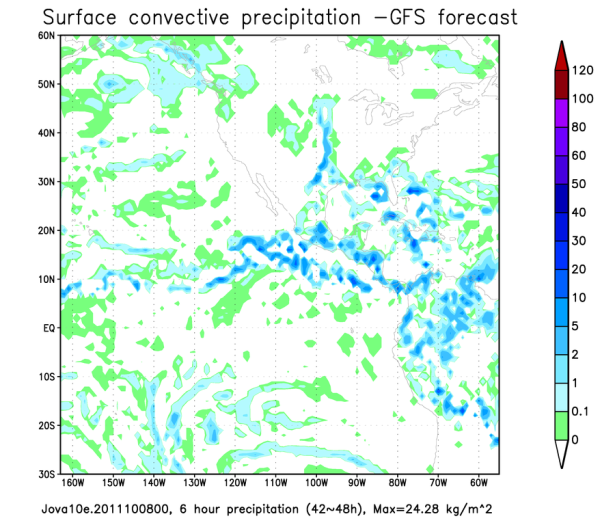 Surface convective precipitation −GFS forecast
60N
50N
40N
30N
20N
10N
EQ
10S
20S
30S
160W 150W 140W 130W 120W 110W 100W 90W 80W 70W 60W
120
100
80
60
50
40
30
20
10
5
2
1
0.1
0
Jova10e.2011100800, 6 hour precipitation (42~48h), Max=24.28 kg/m^2